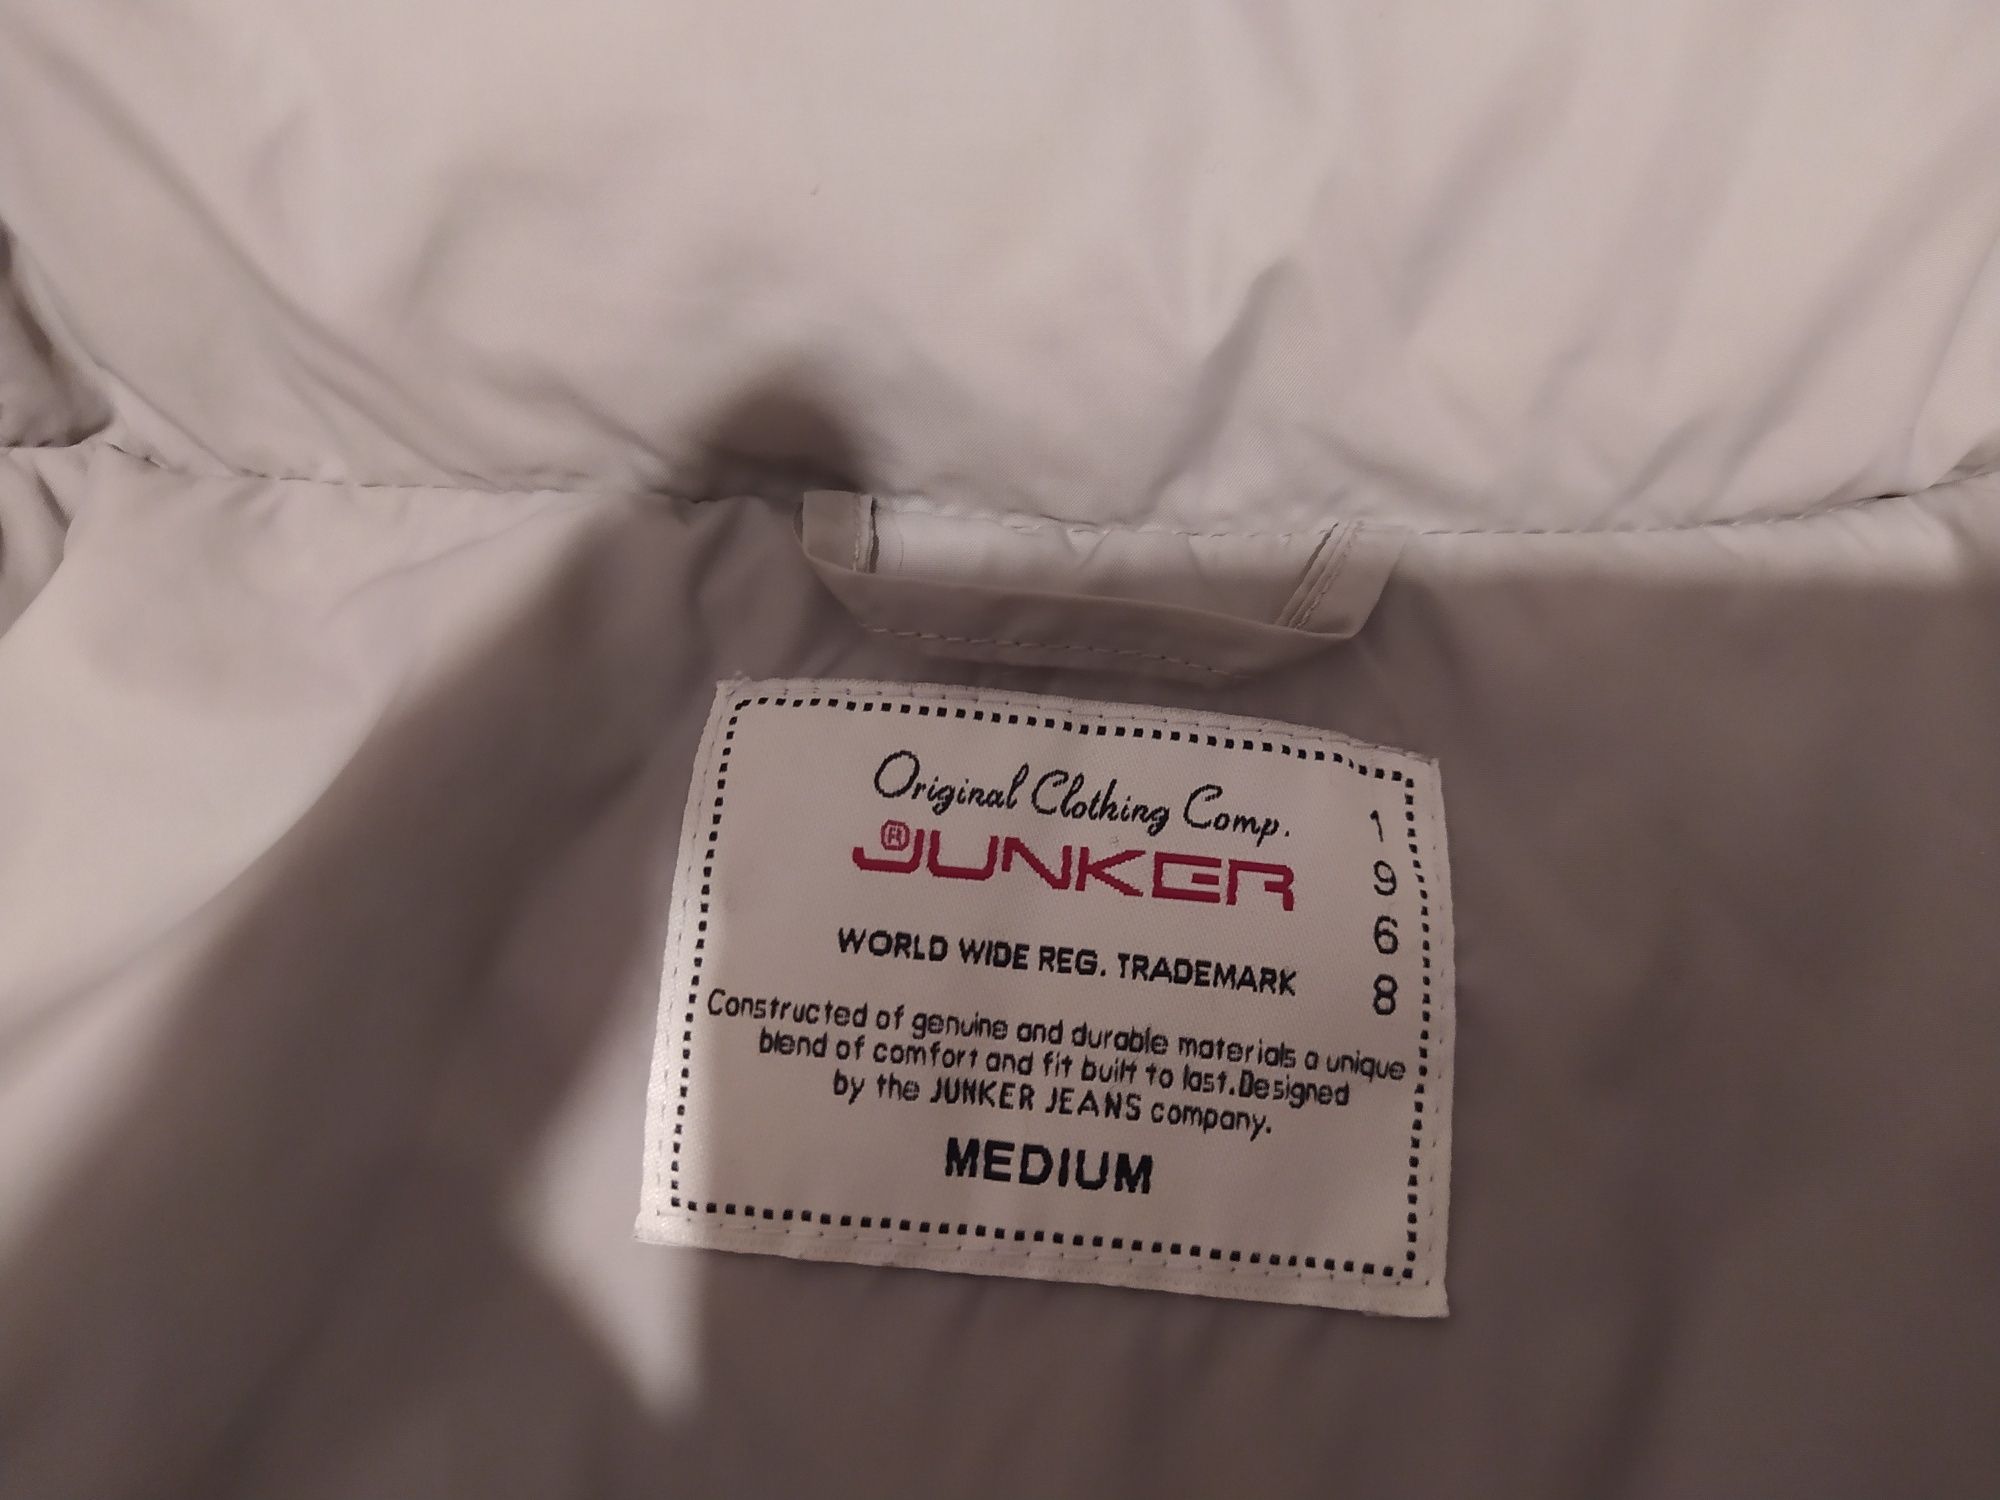 Original Clothing Comp.
®JUNKER
WORLD WIDE REG. TRADEMARK
1
9
6
8
Constructed of genuine and durable materials a unique
blend of comfort and fit built to last.Designed
by the JUNKER JEANS company.
MEDIUM